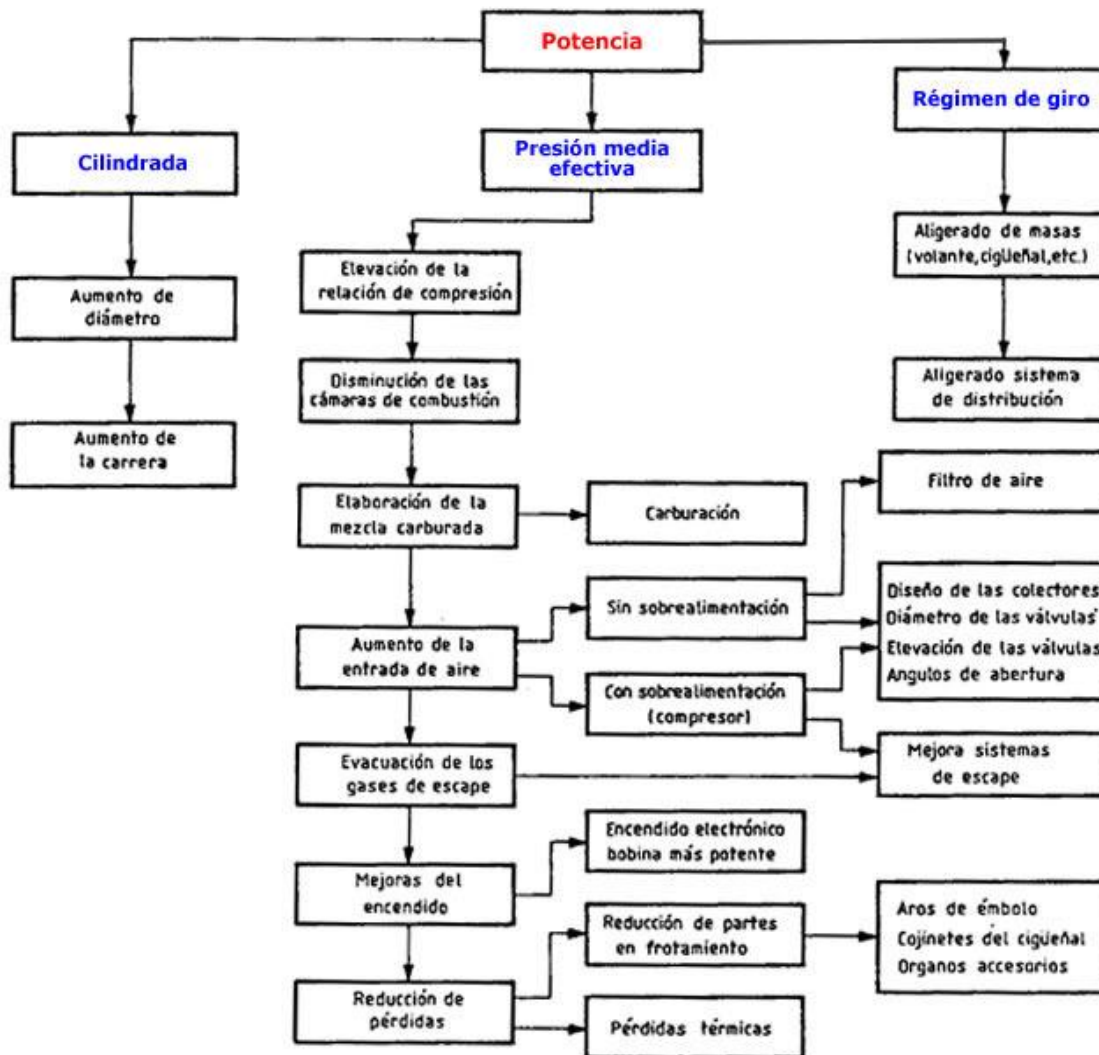 Potencia
Régimen de giro
Cilindrada
Presión media
efectiva
Aligerado de masas
(volante,cigüeñal,etc.)
Elevación de la
relación de compresión
Aumento de
diámetro
Disminución de las
cámaras de combustión
Aligerado sistema
de distribución
Aumento de
la carrera
Elaboración de la
mezcla carburada
Carburación
Filtro de aire
Aumento de la
entrada de aire
Sin sobrealimentación
Con sobrealimentación
(compresor)
Diseño de las colectores
Diámetro de las válvulas
Elevación de las válvulas
Angulos de abertura
Evacuación de los
gases de escape
Mejora sistemas
de escape
Mejoras del
encendido
Encendido electrónico
bobina más potente
Reducción de
pérdidas
Reducción de partes
en frotamiento
Aros de émbolo
Cojinetes del cigüeñal
Organos accesorios
Pérdidas térmicas